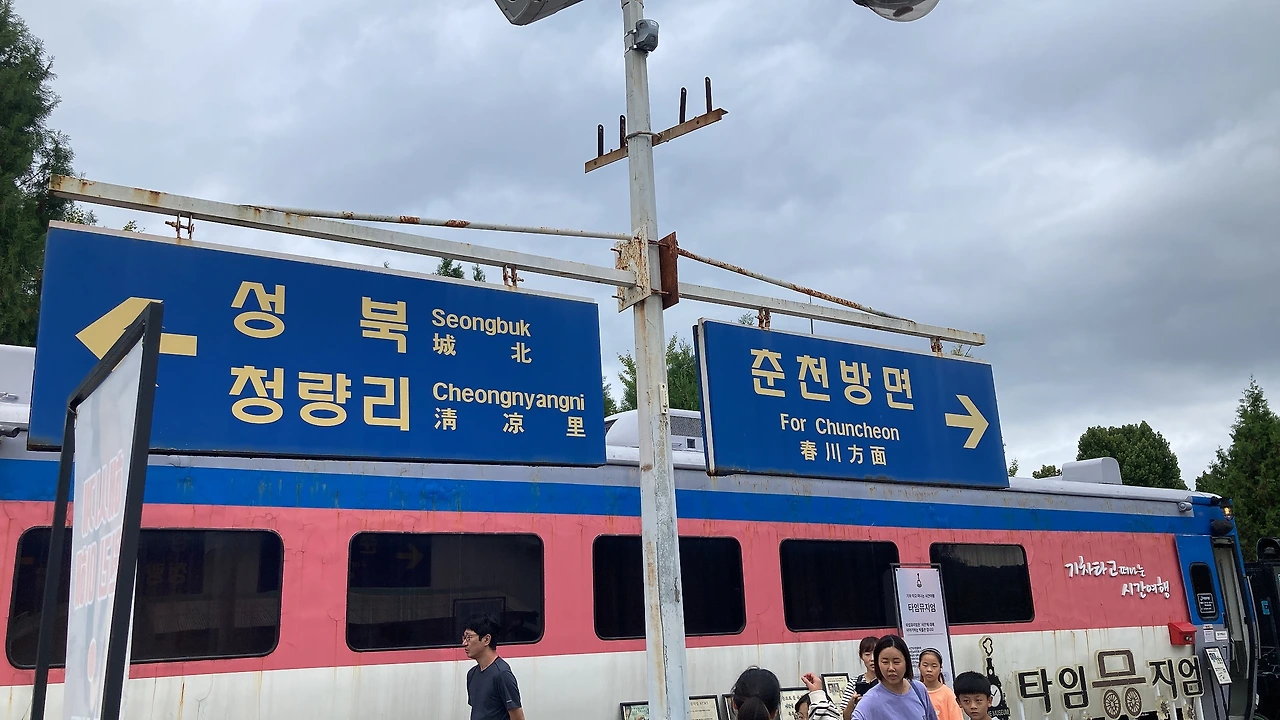 성 북 Seongbuk
城 北
청량리 Cheongnyangni
淸 凉 里
춘천방면
For Chuncheon
春川方面
기차타고 떠나는
시간여행
타임뮤지엄
타임뮤지엄